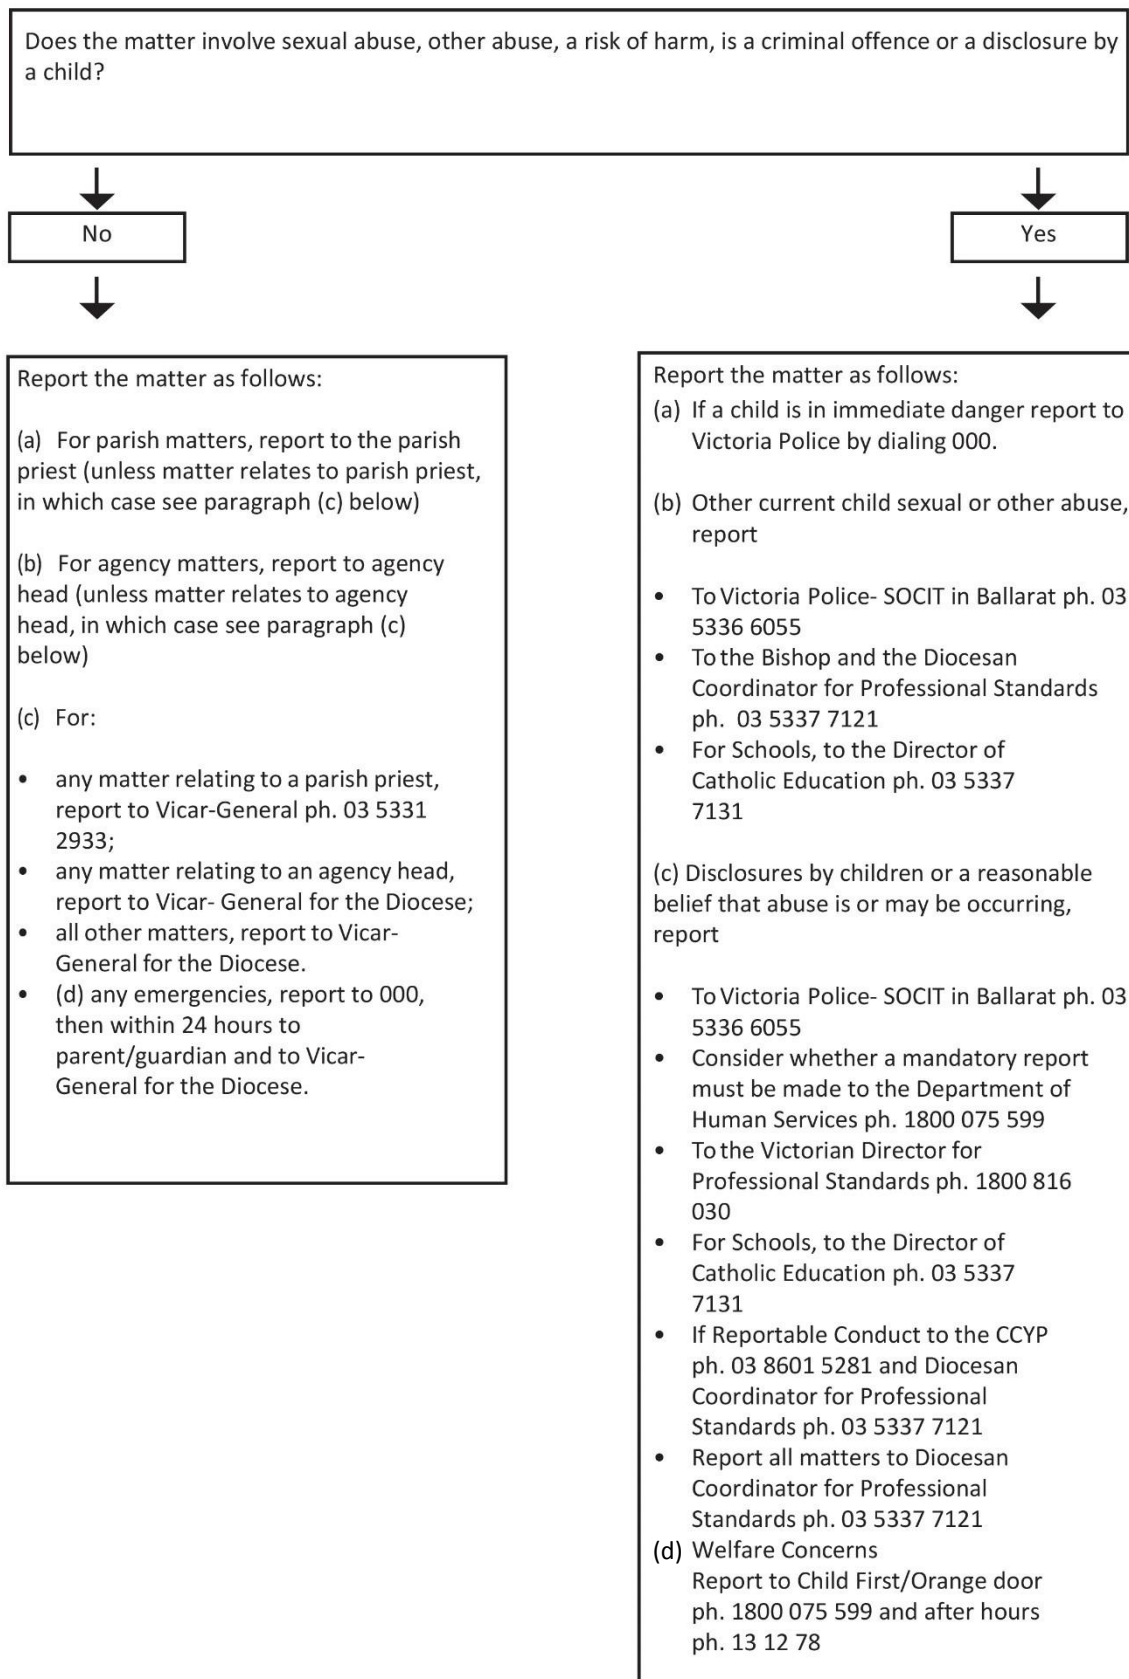 Does the matter involve sexual abuse, other abuse, a risk of harm, is a criminal offence or a disclosure by
a child?
No
Yes
Report the matter as follows:
(a) For parish matters, report to the parish
priest (unless matter relates to parish priest,
in which case see paragraph (c) below)
(b) For agency matters, report to agency
head (unless matter relates to agency
head, in which case see paragraph (c)
below)
(c) For:
• any matter relating to a parish priest,
report to Vicar-General ph. 03 5331
2933;
• any matter relating to an agency head,
report to Vicar- General for the Diocese;
• all other matters, report to Vicar-
General for the Diocese.
• (d) any emergencies, report to 000,
then within 24 hours to
parent/guardian and to Vicar-
General for the Diocese.
Report the matter as follows:
(a) If a child is in immediate danger report to
Victoria Police by dialing 000.
(b) Other current child sexual or other abuse,
report
• To Victoria Police- SOCIT in Ballarat ph. 03
5336 6055
• To the Bishop and the Diocesan
Coordinator for Professional Standards
ph. 03 5337 7121
• For Schools, to the Director of
Catholic Education ph. 03 5337
7131
(c) Disclosures by children or a reasonable
belief that abuse is or may be occurring,
report
• To Victoria Police- SOCIT in Ballarat ph. 03
5336 6055
• Consider whether a mandatory report
must be made to the Department of
Human Services ph. 1800 075 599
• To the Victorian Director for
Professional Standards ph. 1800 816
030
• For Schools, to the Director of
Catholic Education ph. 03 5337
7131
• If Reportable Conduct to the CCYP
ph. 03 8601 5281 and Diocesan
Coordinator for Professional
Standards ph. 03 5337 7121
• Report all matters to Diocesan
Coordinator for Professional
Standards ph. 03 5337 7121
(d) Welfare Concerns
Report to Child First/Orange door
ph. 1800 075 599 and after hours
ph. 13 12 78